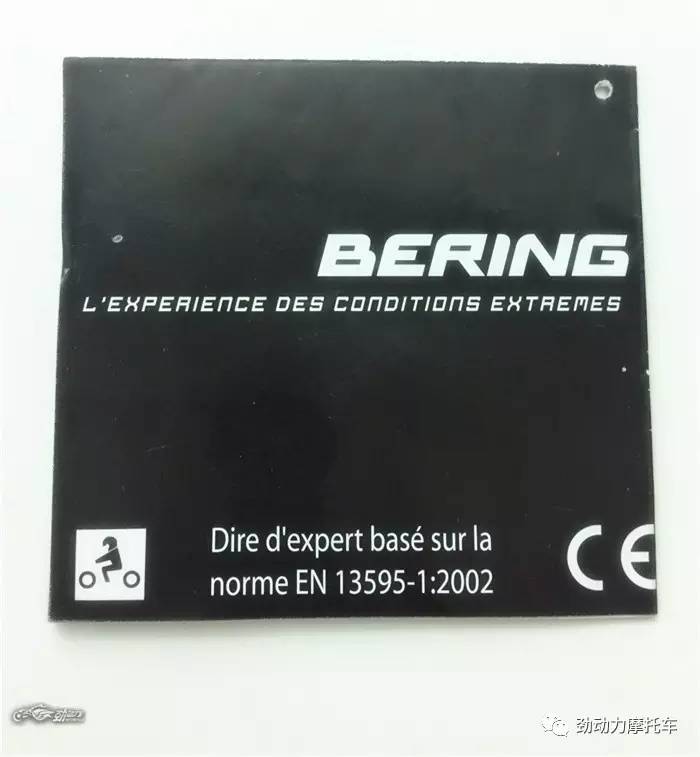 BERING
L'EXPERIENCE DES CONDITIONS EXTREMES
Dire d'expert basé sur la
norme EN 13595-1:2002
CE
劲动力摩托车